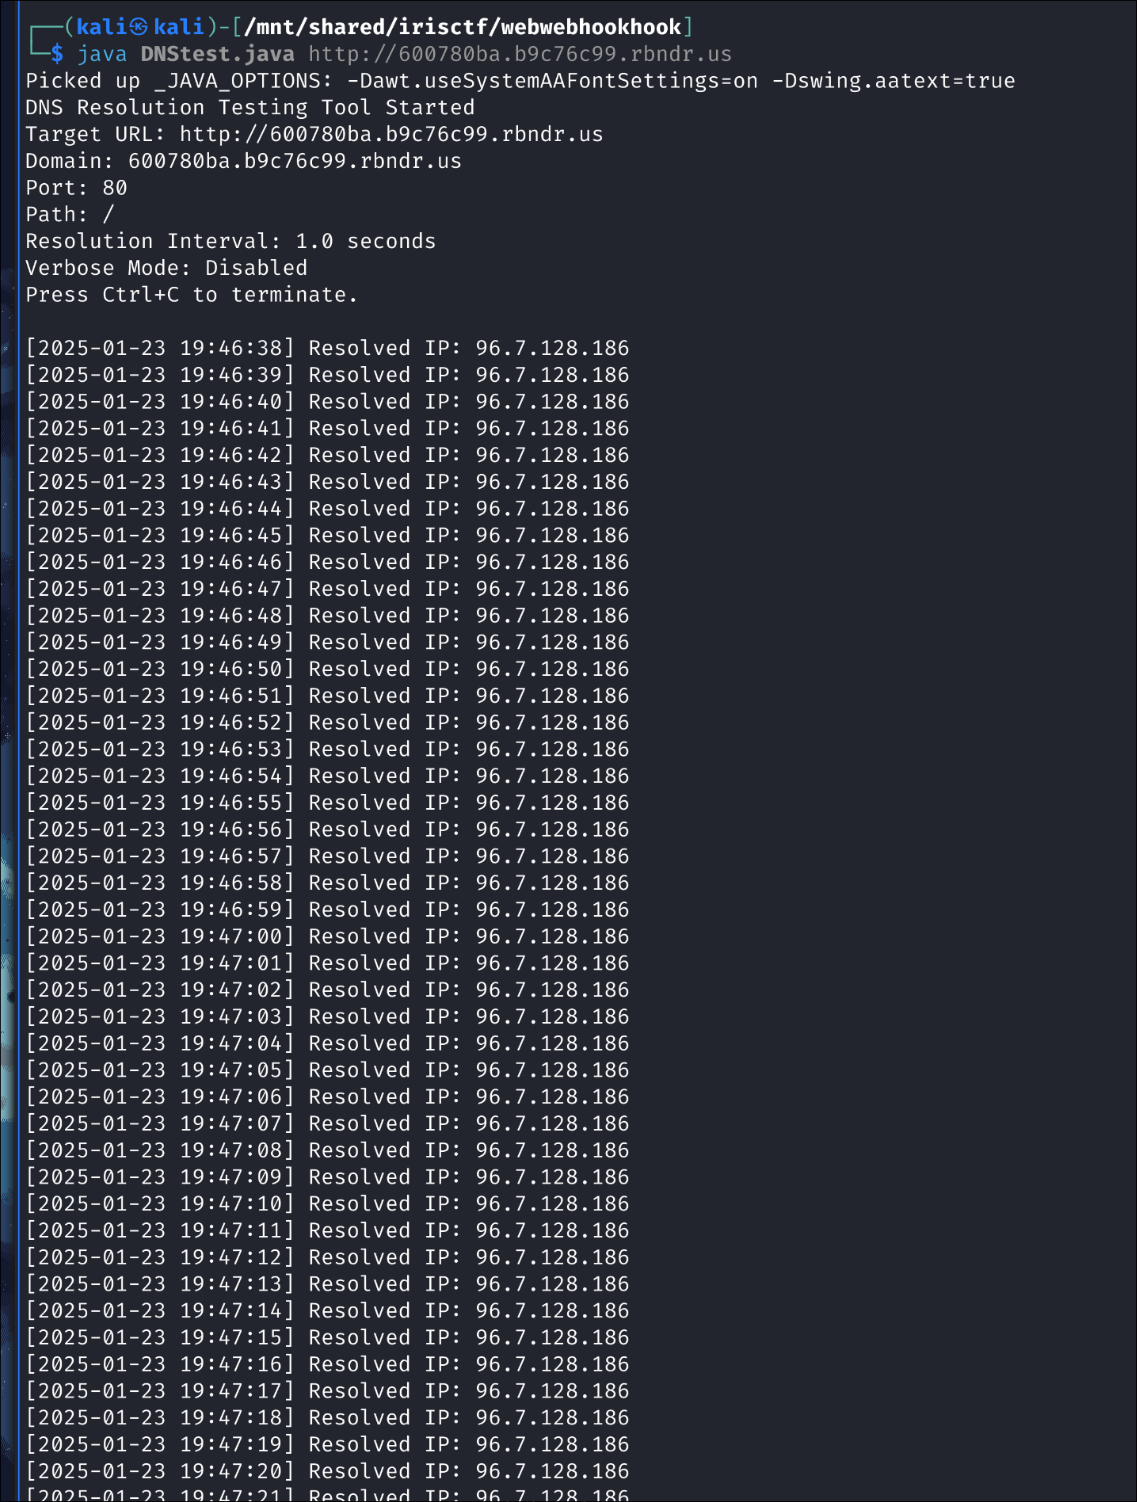 ┌──(kali㉿kali)-[/mnt/shared/irisctf/webwebhookhook]
└─$ java DNStest.java http://600780ba.b9c76c99.rbndr.us
Picked up _JAVA_OPTIONS: -Dawt.useSystemAAFontSettings=on -Dswing.aatext=true
DNS Resolution Testing Tool Started
Target URL: http://600780ba.b9c76c99.rbndr.us
Domain: 600780ba.b9c76c99.rbndr.us
Port: 80
Path: /
Resolution Interval: 1.0 seconds
Verbose Mode: Disabled
Press Ctrl+C to terminate.

[2025-01-23 19:46:38] Resolved IP: 96.7.128.186
[2025-01-23 19:46:39] Resolved IP: 96.7.128.186
[2025-01-23 19:46:40] Resolved IP: 96.7.128.186
[2025-01-23 19:46:41] Resolved IP: 96.7.128.186
[2025-01-23 19:46:42] Resolved IP: 96.7.128.186
[2025-01-23 19:46:43] Resolved IP: 96.7.128.186
[2025-01-23 19:46:44] Resolved IP: 96.7.128.186
[2025-01-23 19:46:45] Resolved IP: 96.7.128.186
[2025-01-23 19:46:46] Resolved IP: 96.7.128.186
[2025-01-23 19:46:47] Resolved IP: 96.7.128.186
[2025-01-23 19:46:48] Resolved IP: 96.7.128.186
[2025-01-23 19:46:49] Resolved IP: 96.7.128.186
[2025-01-23 19:46:50] Resolved IP: 96.7.128.186
[2025-01-23 19:46:51] Resolved IP: 96.7.128.186
[2025-01-23 19:46:52] Resolved IP: 96.7.128.186
[2025-01-23 19:46:53] Resolved IP: 96.7.128.186
[2025-01-23 19:46:54] Resolved IP: 96.7.128.186
[2025-01-23 19:46:55] Resolved IP: 96.7.128.186
[2025-01-23 19:46:56] Resolved IP: 96.7.128.186
[2025-01-23 19:46:57] Resolved IP: 96.7.128.186
[2025-01-23 19:46:58] Resolved IP: 96.7.128.186
[2025-01-23 19:46:59] Resolved IP: 96.7.128.186
[2025-01-23 19:47:00] Resolved IP: 96.7.128.186
[2025-01-23 19:47:01] Resolved IP: 96.7.128.186
[2025-01-23 19:47:02] Resolved IP: 96.7.128.186
[2025-01-23 19:47:03] Resolved IP: 96.7.128.186
[2025-01-23 19:47:04] Resolved IP: 96.7.128.186
[2025-01-23 19:47:05] Resolved IP: 96.7.128.186
[2025-01-23 19:47:06] Resolved IP: 96.7.128.186
[2025-01-23 19:47:07] Resolved IP: 96.7.128.186
[2025-01-23 19:47:08] Resolved IP: 96.7.128.186
[2025-01-23 19:47:09] Resolved IP: 96.7.128.186
[2025-01-23 19:47:10] Resolved IP: 96.7.128.186
[2025-01-23 19:47:11] Resolved IP: 96.7.128.186
[2025-01-23 19:47:12] Resolved IP: 96.7.128.186
[2025-01-23 19:47:13] Resolved IP: 96.7.128.186
[2025-01-23 19:47:14] Resolved IP: 96.7.128.186
[2025-01-23 19:47:15] Resolved IP: 96.7.128.186
[2025-01-23 19:47:16] Resolved IP: 96.7.128.186
[2025-01-23 19:47:17] Resolved IP: 96.7.128.186
[2025-01-23 19:47:18] Resolved IP: 96.7.128.186
[2025-01-23 19:47:19] Resolved IP: 96.7.128.186
[2025-01-23 19:47:20] Resolved IP: 96.7.128.186
[2025-01-23 19:47:21] Resolved IP: 96.7.128.186